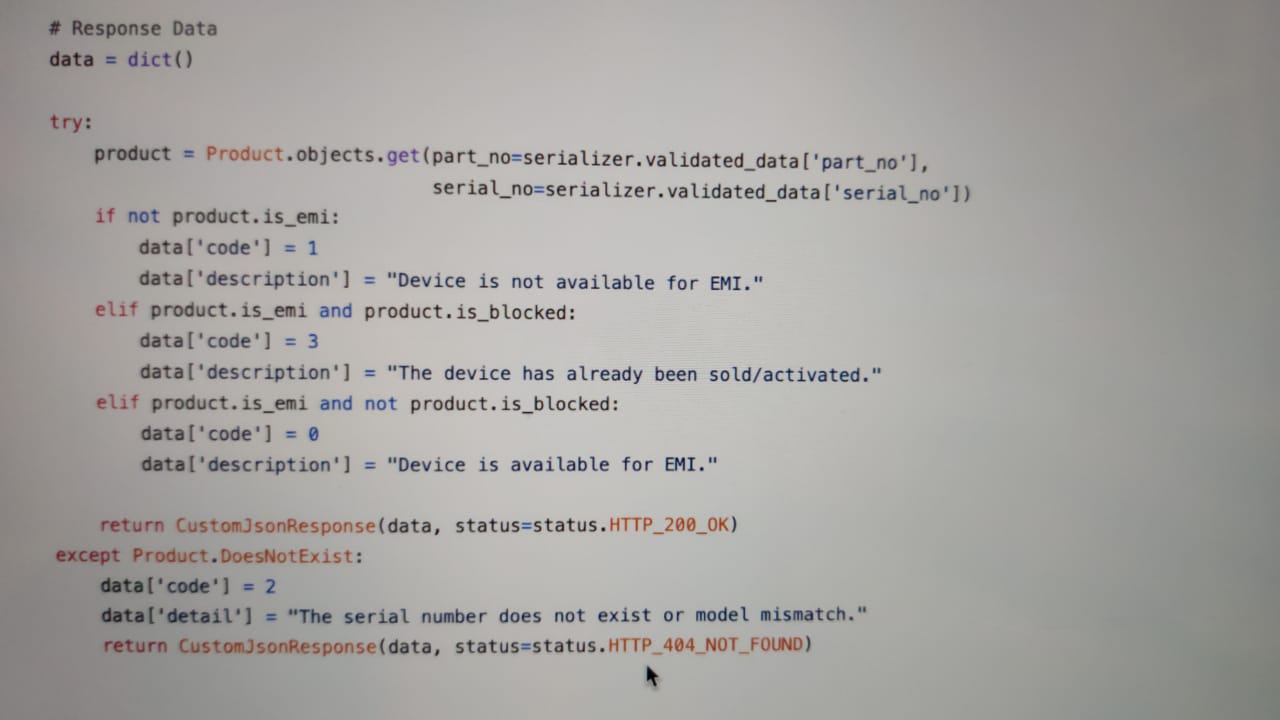 # Response Data
data = dict()

try:
    product = Product.objects.get(part_no=serializer.validated_data['part_no'],
                                  serial_no=serializer.validated_data['serial_no'])
    if not product.is_emi:
        data['code'] = 1
        data['description'] = "Device is not available for EMI."
    elif product.is_emi and product.is_blocked:
        data['code'] = 3
        data['description'] = "The device has already been sold/activated."
    elif product.is_emi and not product.is_blocked:
        data['code'] = 0
        data['description'] = "Device is available for EMI."

    return CustomJsonResponse(data, status=status.HTTP_200_OK)
except Product.DoesNotExist:
    data['code'] = 2
    data['detail'] = "The serial number does not exist or model mismatch."
    return CustomJsonResponse(data, status=status.HTTP_404_NOT_FOUND)